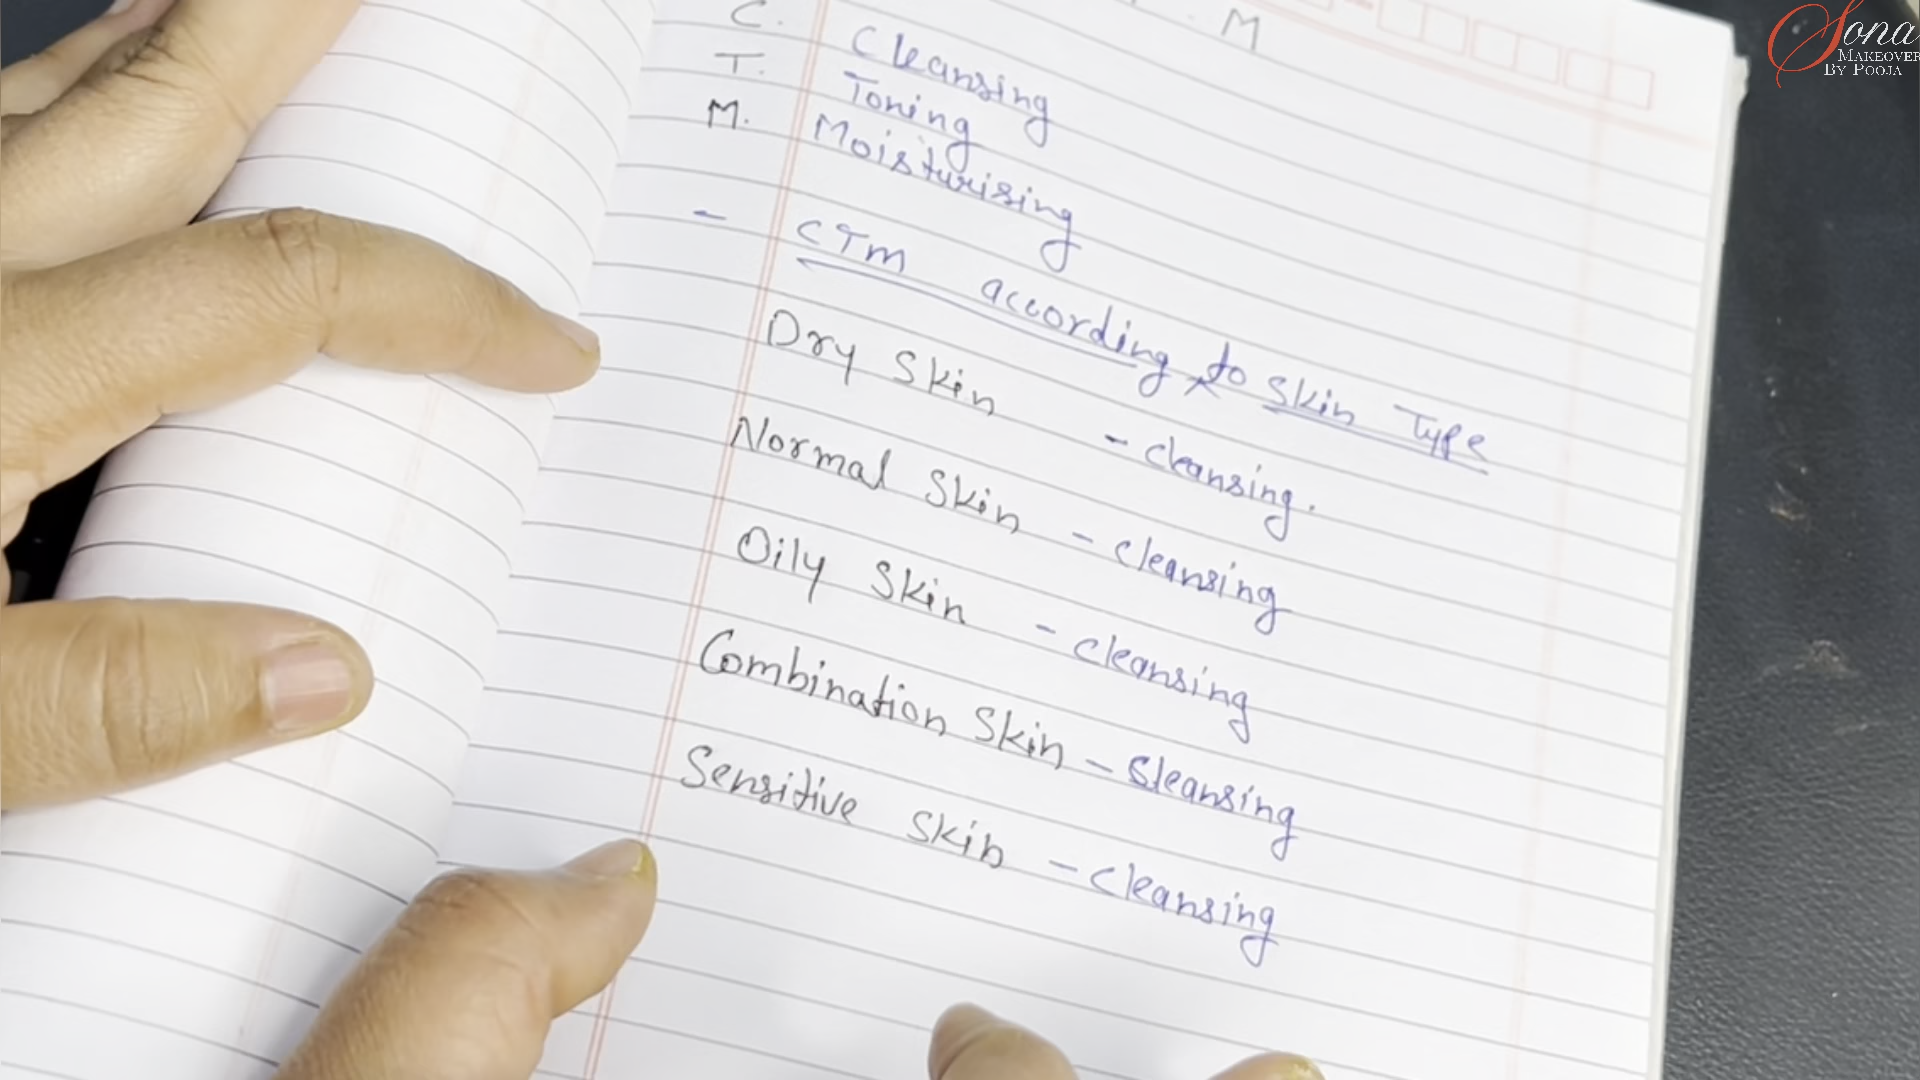 M
C. Cleansing
T. Toning
M. Moisturising
- CTM according to Skin Type
Dry Skin - cleansing.
Normal Skin - cleansing
Oily Skin - cleansing
Combination Skin - Sleansing
Sensitive Skin - cleansing
Sona
MAKEOVER
BY POOJA